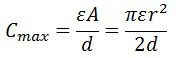 C_max = εA/d = πεr²/2d